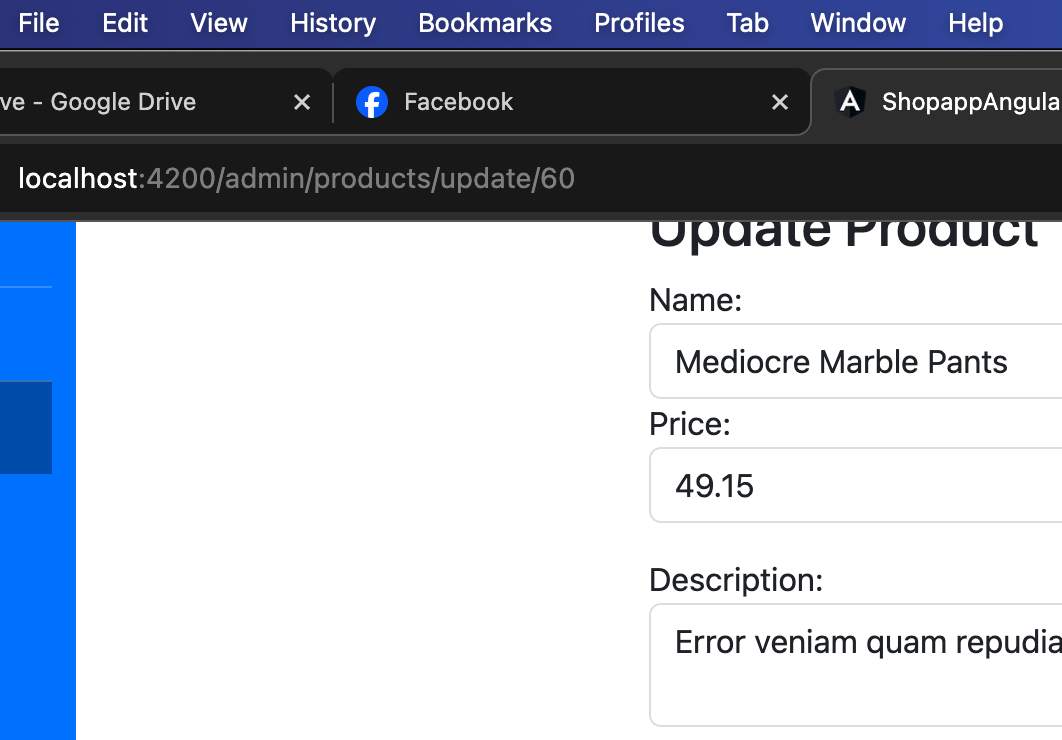 File Edit View History Bookmarks Profiles Tab Window Help
ve - Google Drive Facebook ShopappAngula
localhost:4200/admin/products/update/60
Update Product
Name:
Mediocre Marble Pants
Price:
49.15
Description:
Error veniam quam repudia